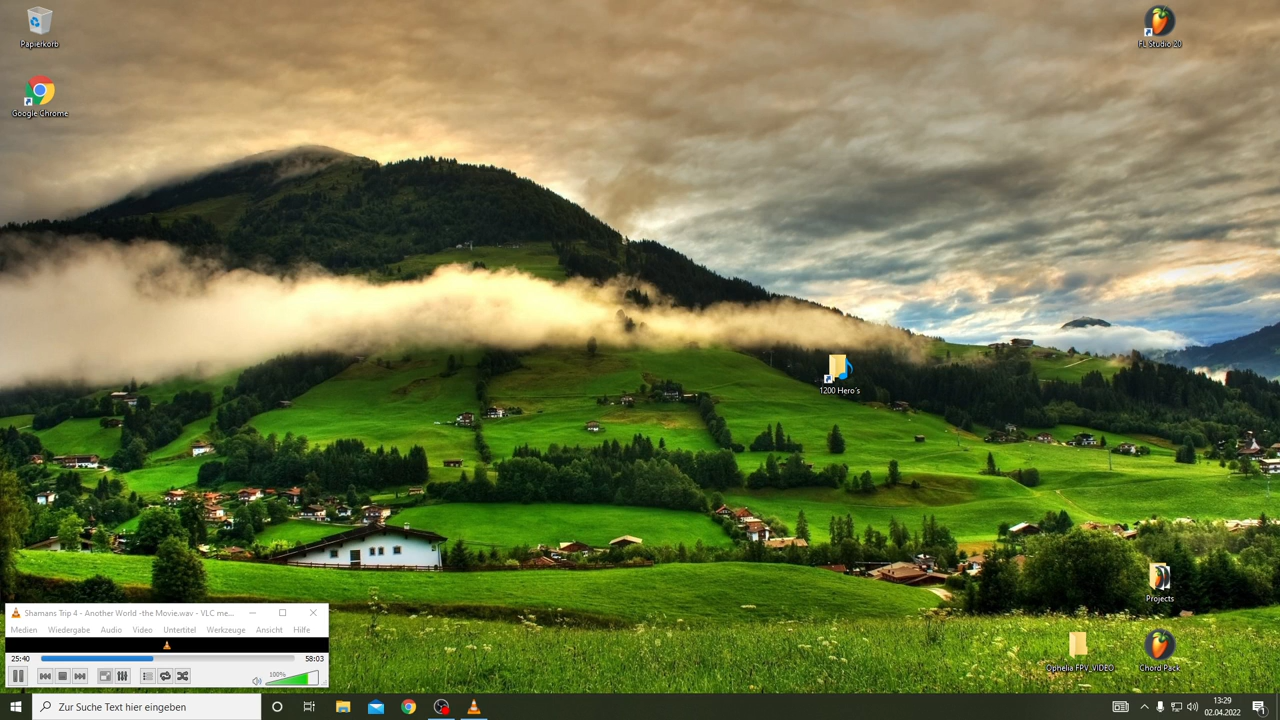 Papierkorb
FL Studio 20
Google Chrome
1200 Hero's
Projects
Ophelia FPV_VIDEO
Chord Pack
Shamans Trip 4 - Another World -the Movie.wav - VLC me...
Medien Wiedergabe Audio Video Untertitel Werkzeuge Ansicht Hilfe
25:40
58:03
100%
Zur Suche Text hier eingeben
13:29
02.04.2022
1